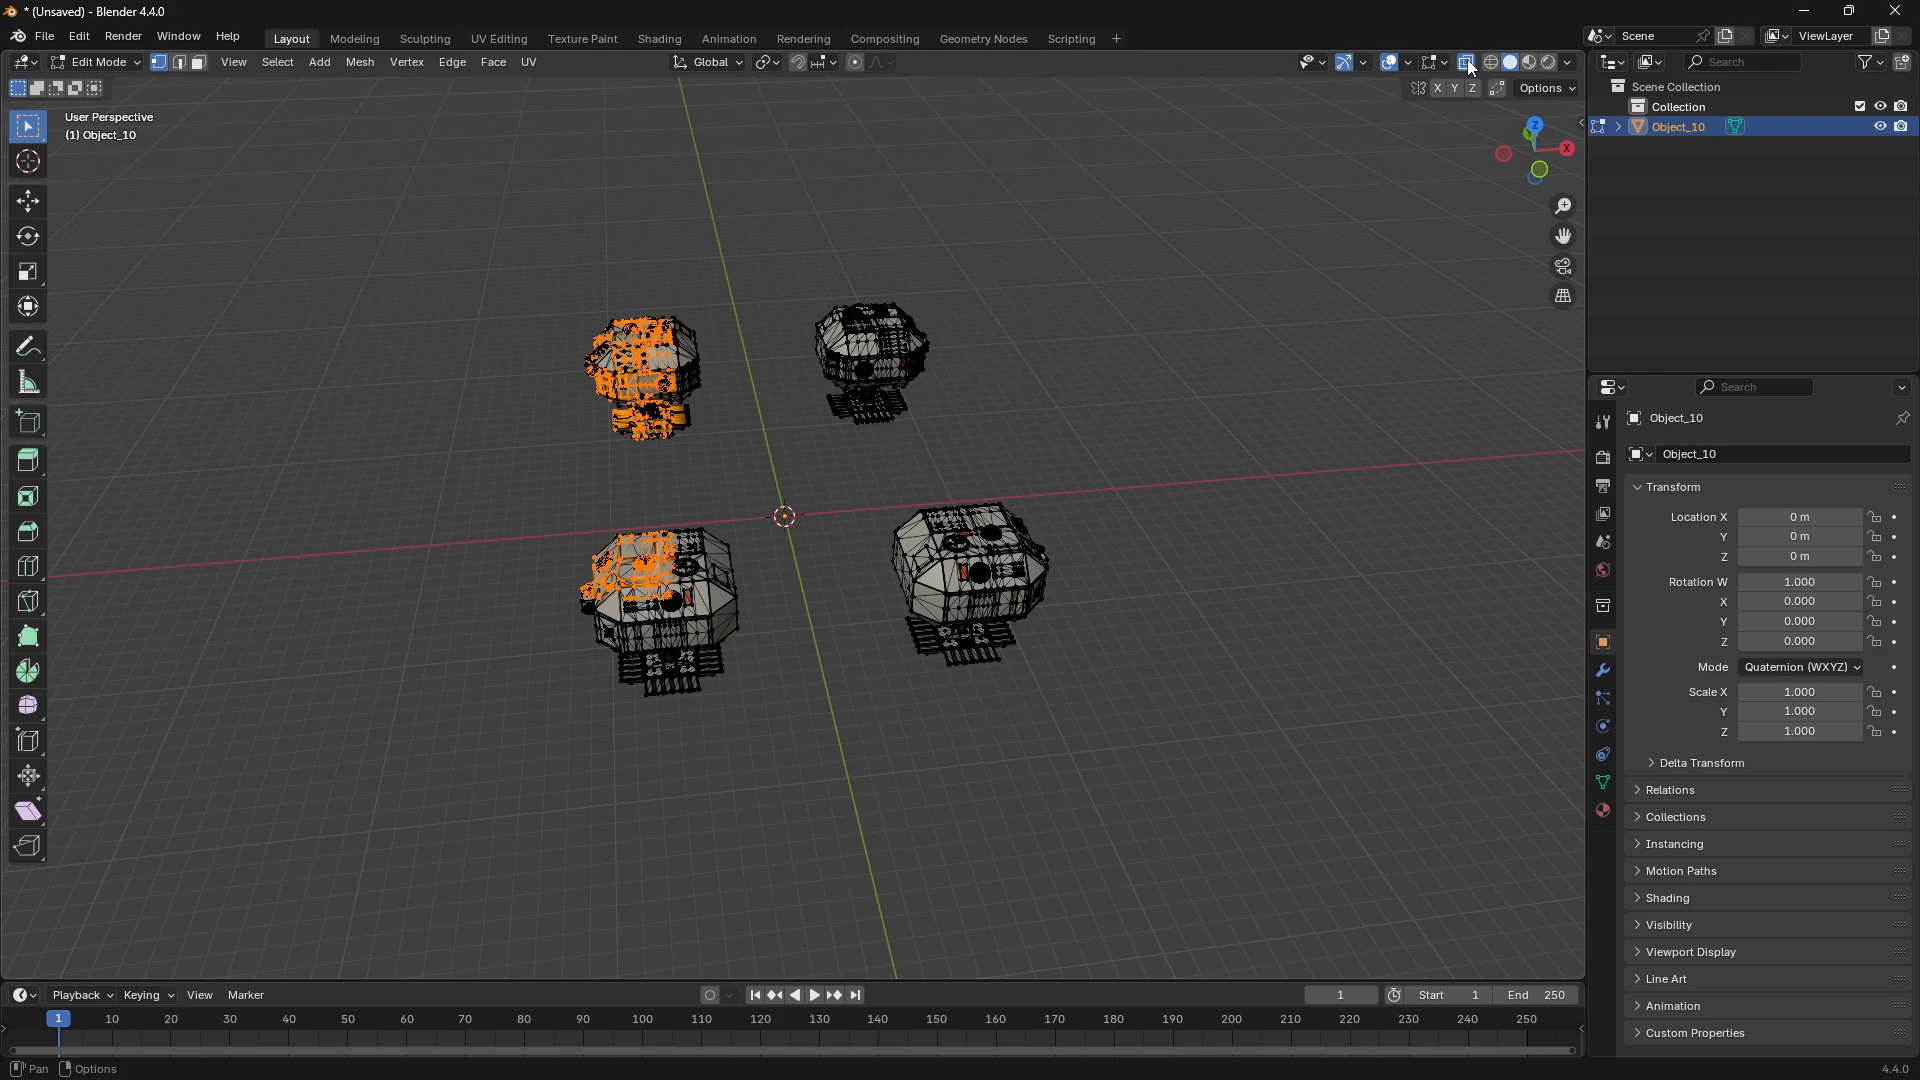 * (Unsaved) - Blender 4.4.0
File Edit Render Window Help Layout Modeling Sculpting UV Editing Texture Paint Shading Animation Rendering Compositing Geometry Nodes Scripting + Scene ViewLayer
Edit Mode View Select Add Mesh Vertex Edge Face UV Global Search
X Y Z Options
User Perspective
(1) Object_10
Z
X
Scene Collection
Collection
Object_10
Search
Object_10
Object_10
Transform
Location X 0 m
Y 0 m
Z 0 m
Rotation W 1.000
X 0.000
Y 0.000
Z 0.000
Mode Quaternion (WXYZ)
Scale X 1.000
Y 1.000
Z 1.000
Delta Transform
Relations
Collections
Instancing
Motion Paths
Shading
Visibility
Viewport Display
Line Art
Animation
Custom Properties
Playback Keying View Marker 1 Start 1 End 250
1 10 20 30 40 50 60 70 80 90 100 110 120 130 140 150 160 170 180 190 200 210 220 230 240 250
Pan Options 4.4.0